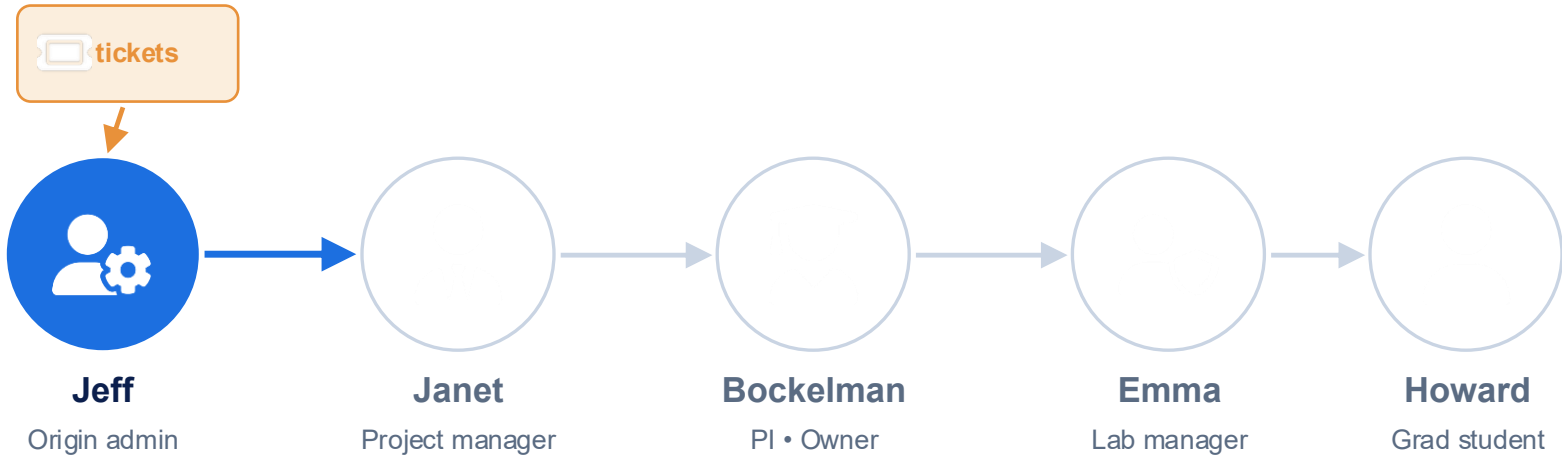 tickets
Jeff
Origin admin
Janet
Project manager
Bockelman
PI • Owner
Emma
Lab manager
Howard
Grad student